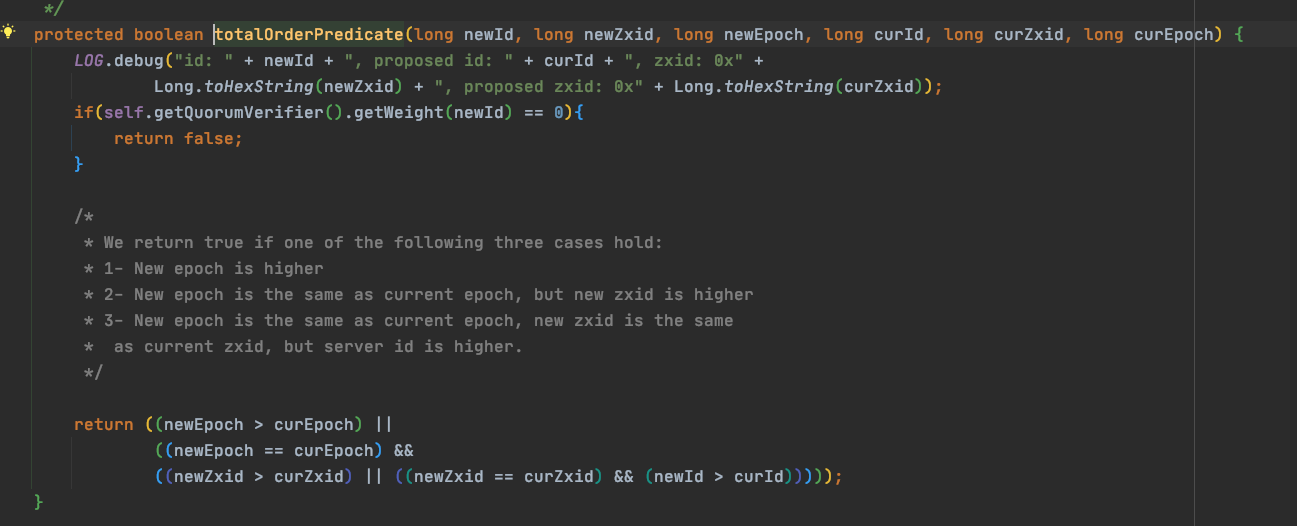 */
protected boolean totalOrderPredicate(long newId, long newZxid, long newEpoch, long curId, long curZxid, long curEpoch) {
LOG.debug("id: " + newId + ", proposed id: " + curId + ", zxid: 0x" +
Long.toHexString(newZxid) + ", proposed zxid: 0x" + Long.toHexString(curZxid));
if(self.getQuorumVerifier().getWeight(newId) == 0){
return false;
}
/*
* We return true if one of the following three cases hold:
* 1- New epoch is higher
* 2- New epoch is the same as current epoch, but new zxid is higher
* 3- New epoch is the same as current epoch, new zxid is the same
*  as current zxid, but server id is higher.
*/
return ((newEpoch > curEpoch) ||
((newEpoch == curEpoch) &&
((newZxid > curZxid) || ((newZxid == curZxid) && (newId > curId)))));
}